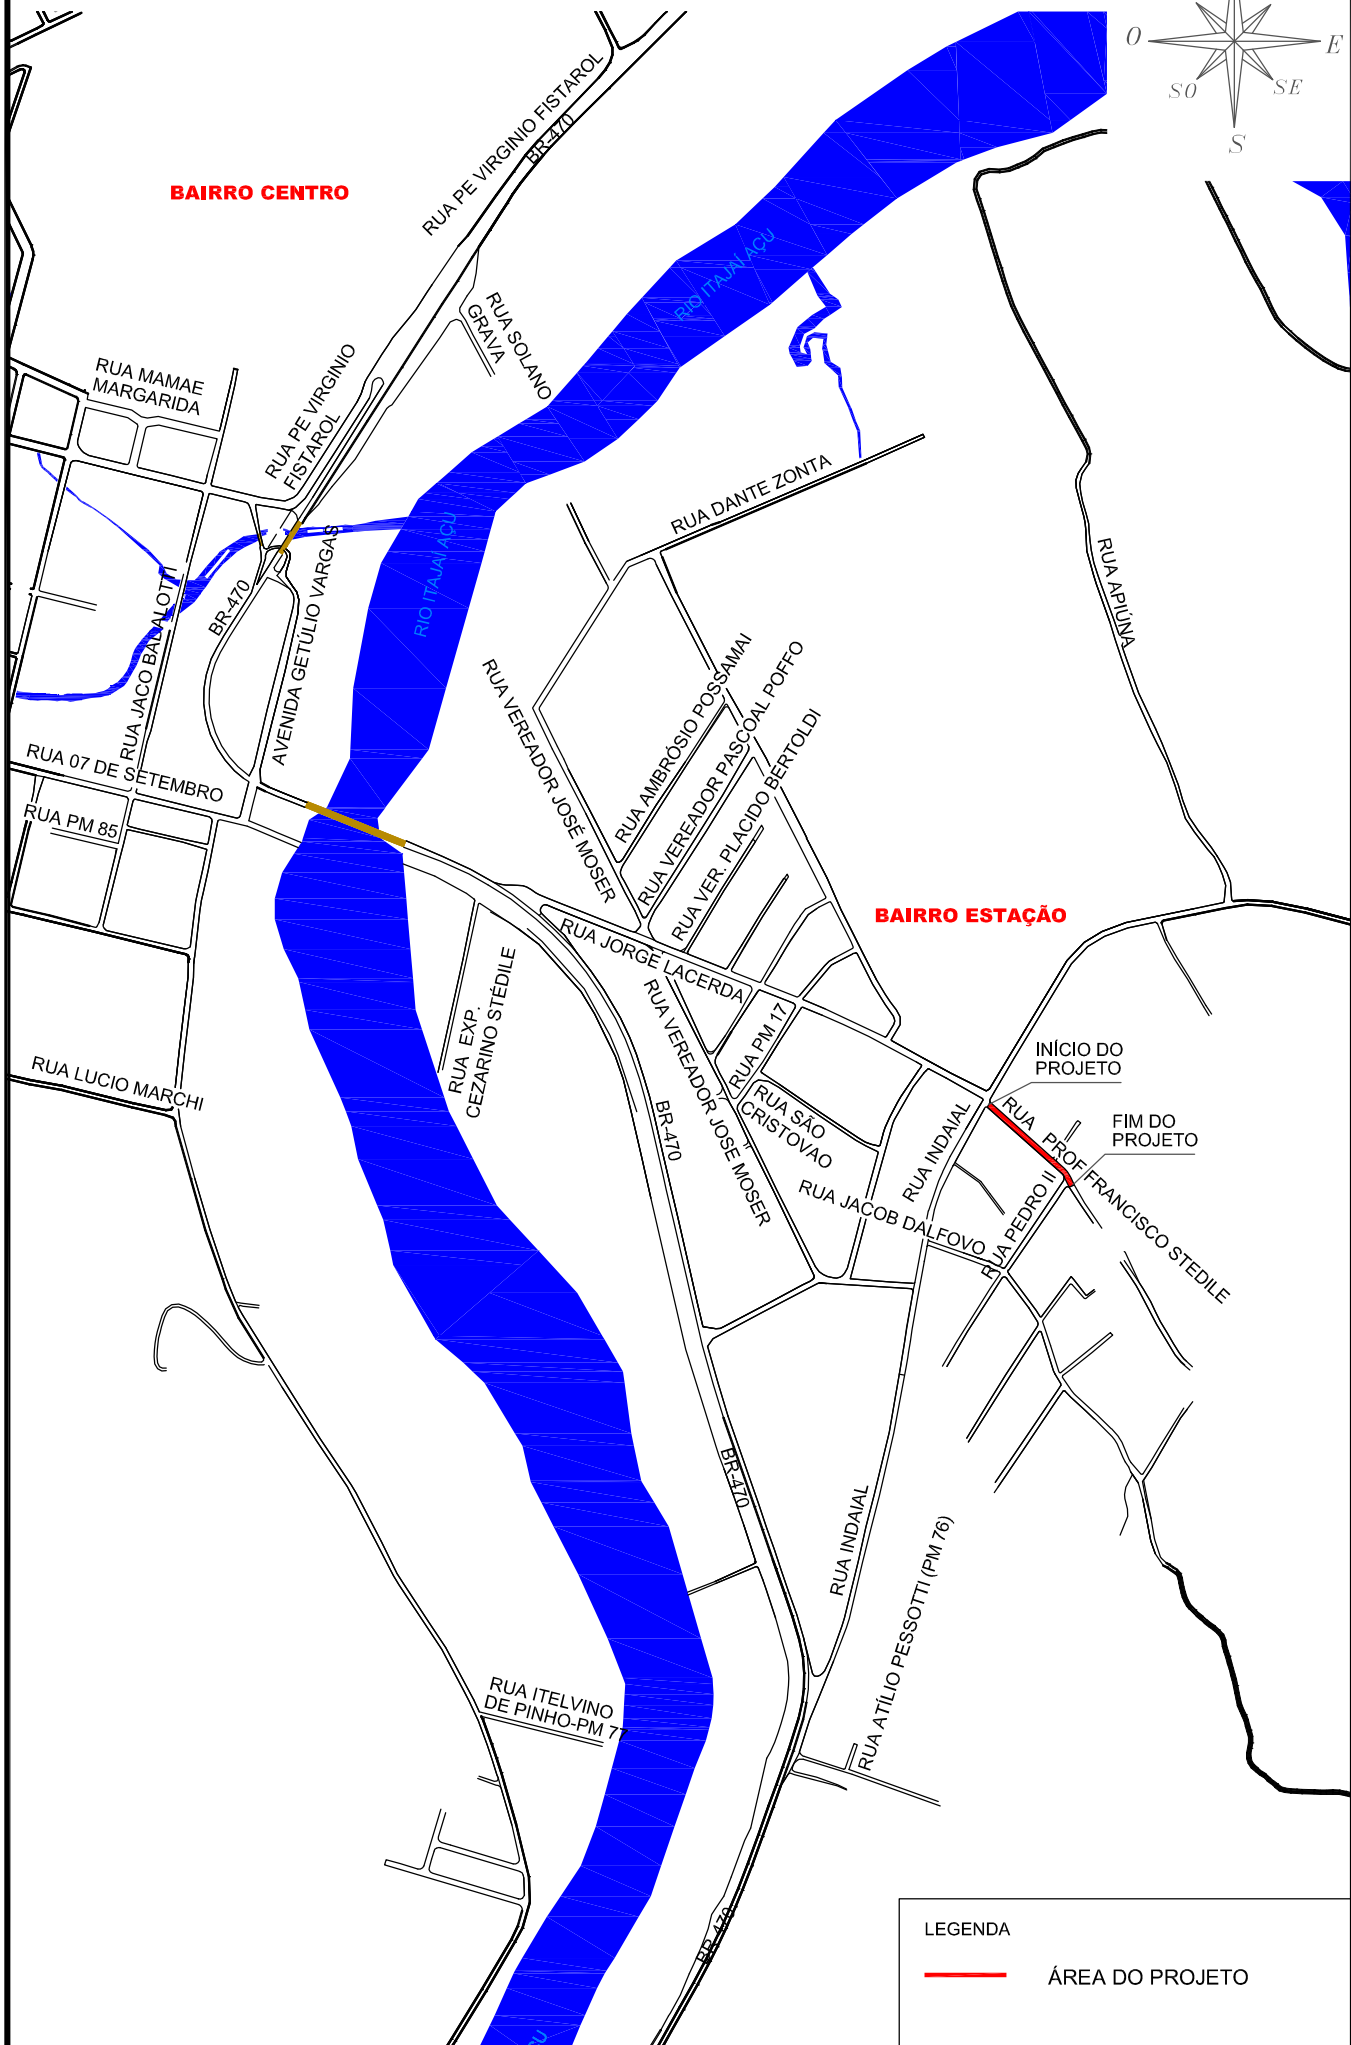 O
E
SO
SE
S
RUA PE VIRGINIO FISTAROL
BR-470
BAIRRO CENTRO
RIO ITAJAÍ AÇU
RUA SOLANO
GRAVA
RUA MAMAE
MARGARIDA
RUA PE VIRGINIO
FISTAROL
RUA DANTE ZONTA
RIO ITAJAÍ AÇU
AVENIDA GETÚLIO VARGAS
BR-470
RUA JACO BADALOTTI
RUA APIÚNA
RUA VEREADOR JOSÉ MOSER
RUA AMBRÓSIO POSSAMAI
RUA VEREADOR PASCOAL POFFO
RUA VER. PLACIDO BERTOLDI
RUA 07 DE SETEMBRO
RUA PM 85
BAIRRO ESTAÇÃO
RUA JORGE LACERDA
RUA EXP.
CEZARINO STÉDILE
RUA VEREADOR JOSE MOSER
RUA PM 17
RUA SÃO
CRISTOVAO
RUA LUCIO MARCHI
BR-470
INÍCIO DO
PROJETO
RUA PROF FRANCISCO STEDILE
FIM DO
PROJETO
RUA INDAIAL
RUA JACOB DALFOVO
RUA PEDRO II
BR-470
RUA INDAIAL
RUA ATÍLIO PESSOTTI (PM 76)
RUA ITELVINO
DE PINHO-PM 77
BR-470
LEGENDA
ÁREA DO PROJETO